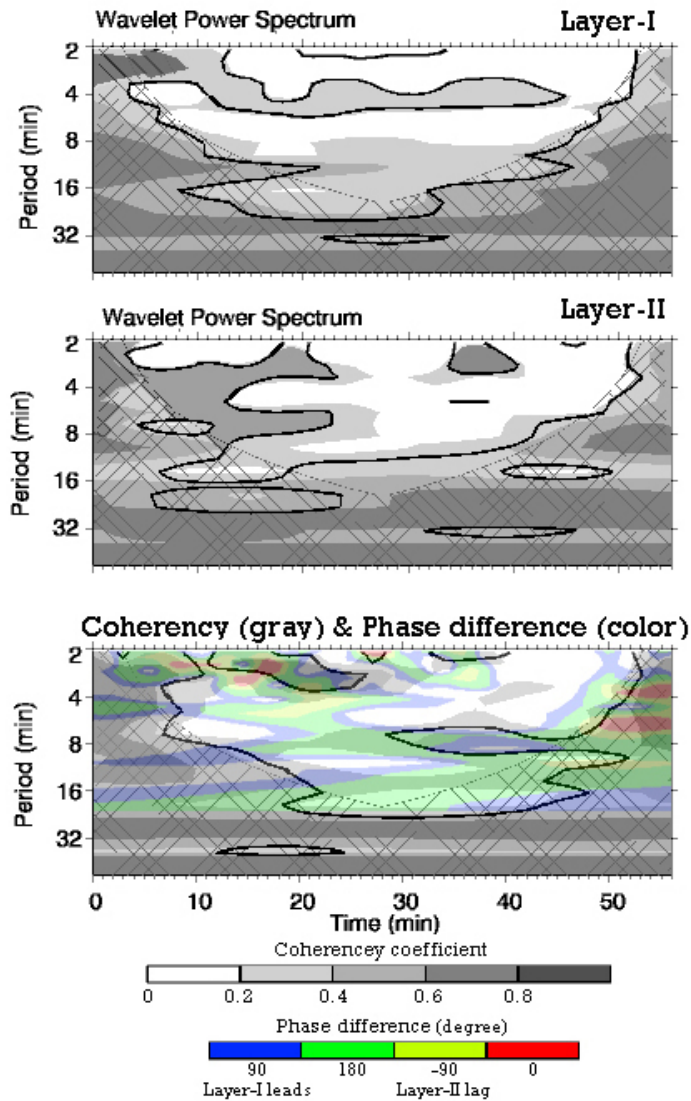 Wavelet Power Spectrum Layer-I
2
4
8
16
32
Period (min)
Wavelet Power Spectrum Layer-II
2
4
8
16
32
Period (min)
Coherency (gray) & Phase difference (color)
2
4
8
16
32
Period (min)
0 10 20 30 40 50
Time (min)
Coherencey coefficient
0 0.2 0.4 0.6 0.8
Phase difference (degree)
90 180 -90 0
Layer-I leads Layer-II lag